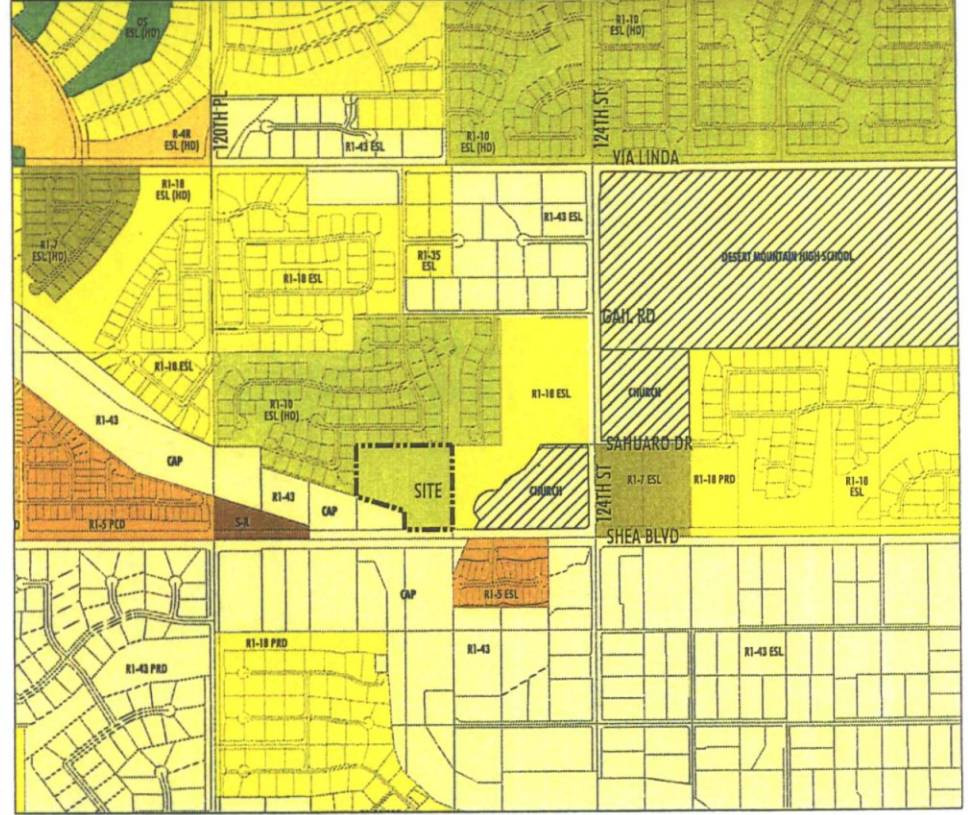 OS
ESL (HD)
R1-10
ESL (HD)
120TH PL
124TH ST
R-4R
ESL (HD)
R1-43 ESL
R1-10
ESL (HD)
VIA LINDA
R1-18
ESL (HD)
R1-7
ESL (HD)
R1-18 ESL
R1-35
ESL
R1-43 ESL
DESERT MOUNTAIN HIGH SCHOOL
GAIL RD
R1-18 ESL
R1-10
ESL (HD)
R1-18 ESL
CHURCH
R1-43
CAP
SAHUARO DR
SITE
CHURCH
124TH ST
R1-7 ESL
R1-18 PRD
R1-18
ESL
R1-43
CAP
R1-5 PCD
S-R
SHEA BLVD
CAP
R1-5 ESL
R1-18 PRD
R1-43
R1-43 ESL
R1-43 PRD